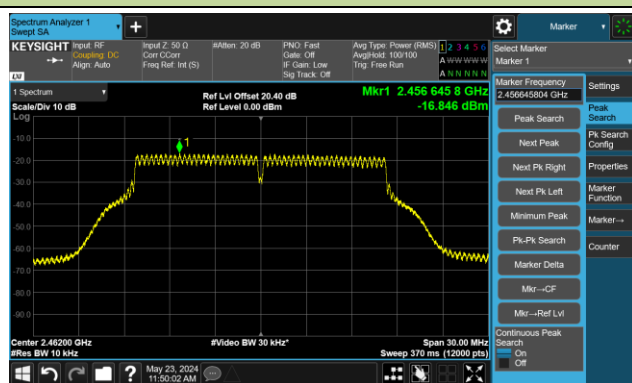 Spectrum Analyzer 1
Swept SA
Marker
KEYSIGHT
Input: RF
Coupling: DC
Align: Auto
Input Z: 50 Ω
Corr CCorr
Freq Ref: Int (S)
#Atten: 20 dB
PNO: Fast
Gate: Off
IF Gain: Low
Sig Track: Off
Avg Type: Power (RMS)
Avg|Hold: 100/100
Trig: Free Run
1 2 3 4 5 6
A W W W W W
A N N N N N
LXI
Select Marker
Marker 1
1 Spectrum
Scale/Div 10 dB
Log
Ref Lvl Offset 20.40 dB
Ref Level 0.00 dBm
Mkr1 2.456 645 8 GHz
-16.846 dBm
1
-10.0
-20.0
-30.0
-40.0
-50.0
-60.0
-70.0
-80.0
-90.0
Center 2.46200 GHz
#Res BW 10 kHz
#Video BW 30 kHz*
Span 30.00 MHz
Sweep 370 ms (12000 pts)
Marker Frequency
2.456645804 GHz
Peak Search
Next Peak
Next Pk Right
Next Pk Left
Minimum Peak
Pk-Pk Search
Marker Delta
Mkr→CF
Mkr→Ref Lvl
Continuous Peak
Search
On
Off
Settings
Peak
Search
Pk Search
Config
Properties
Marker
Function
Marker→
Counter
?
May 23, 2024
11:50:02 AM